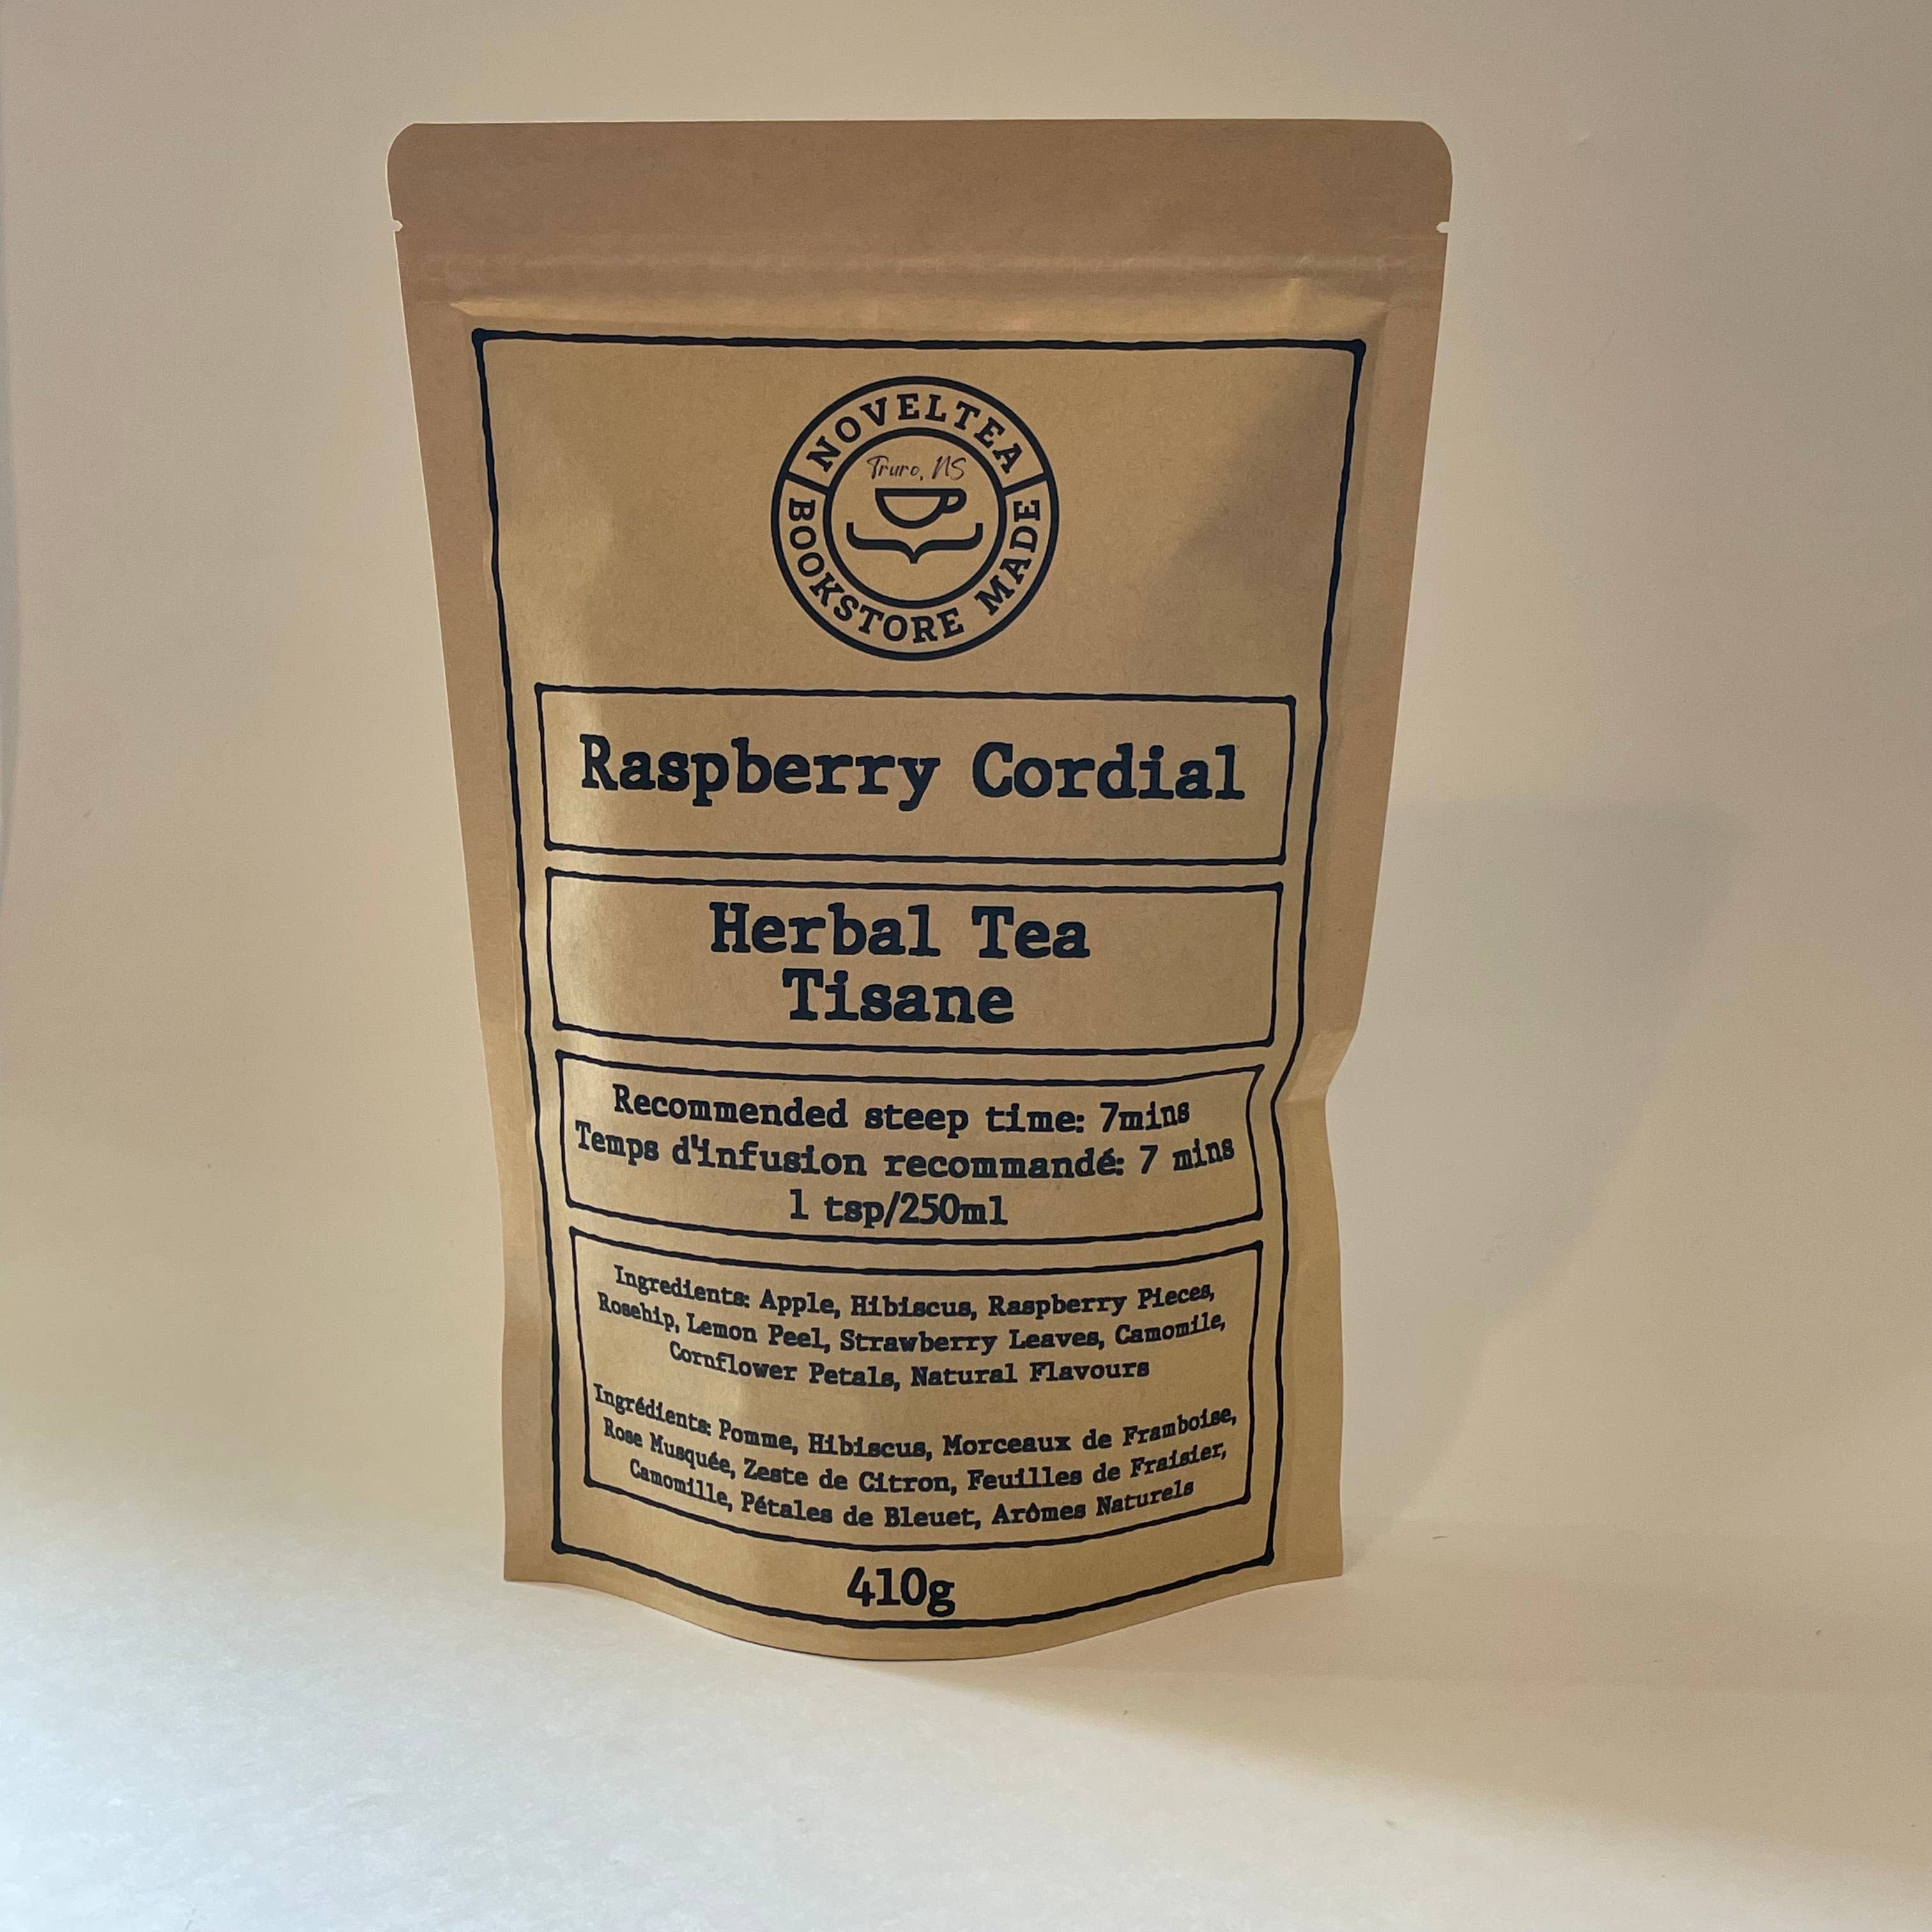 NOVELTEA
Truro, NS
BOOKSTORE MADE
Raspberry Cordial
Herbal Tea
Tisane
Recommended steep time: 7mins
Temps d'infusion recommandé: 7 mins
1 tsp/250ml
Ingredients: Apple, Hibiscus, Raspberry Pieces,
Rosehip, Lemon Peel, Strawberry Leaves, Camomile,
Cornflower Petals, Natural Flavours
Ingrédients: Pomme, Hibiscus, Morceaux de Framboise,
Rose Musquée, Zeste de Citron, Feuilles de Fraisier,
Camomille, Pétales de Bleuet, Arômes Naturels
410g